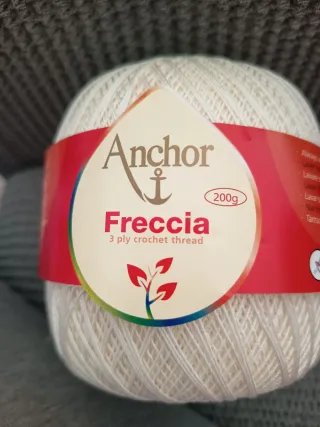 Anchor
200g
Freccia
3 ply crochet thread